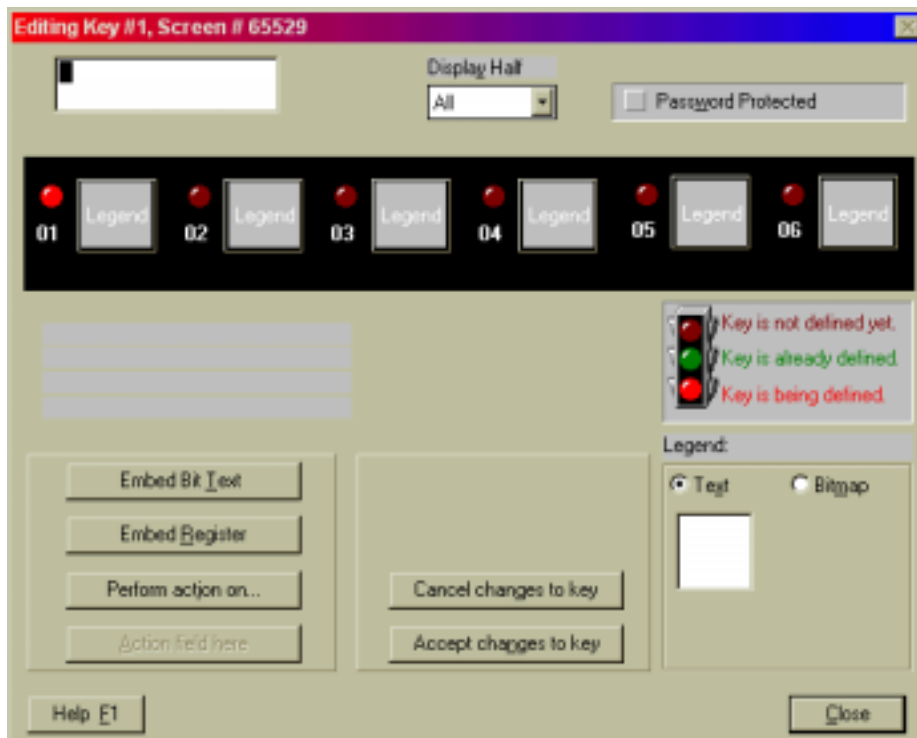 Editing Key #1, Screen # 65529
Display Half
All
Password Protected
Legend Legend Legend Legend Legend Legend
01 02 03 04 05 06
Key is not defined yet.
Key is already defined.
Key is being defined.
Legend:
Text Bitmap
Embed Bit Text
Embed Register
Perform action on...
Action field here
Cancel changes to key
Accept changes to key
Help F1
Close